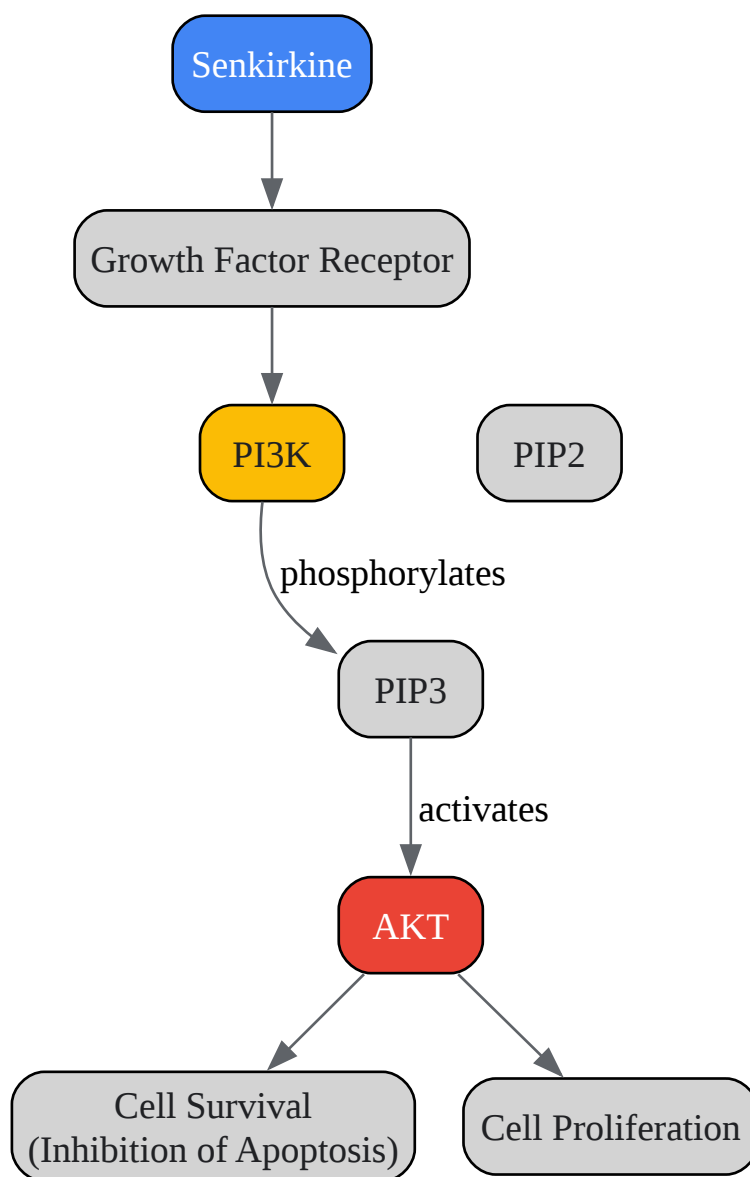 Senkirkine
Growth Factor Receptor
PI3K
PIP2
phosphorylates
PIP3
activates
AKT
Cell Survival
(Inhibition of Apoptosis)
Cell Proliferation